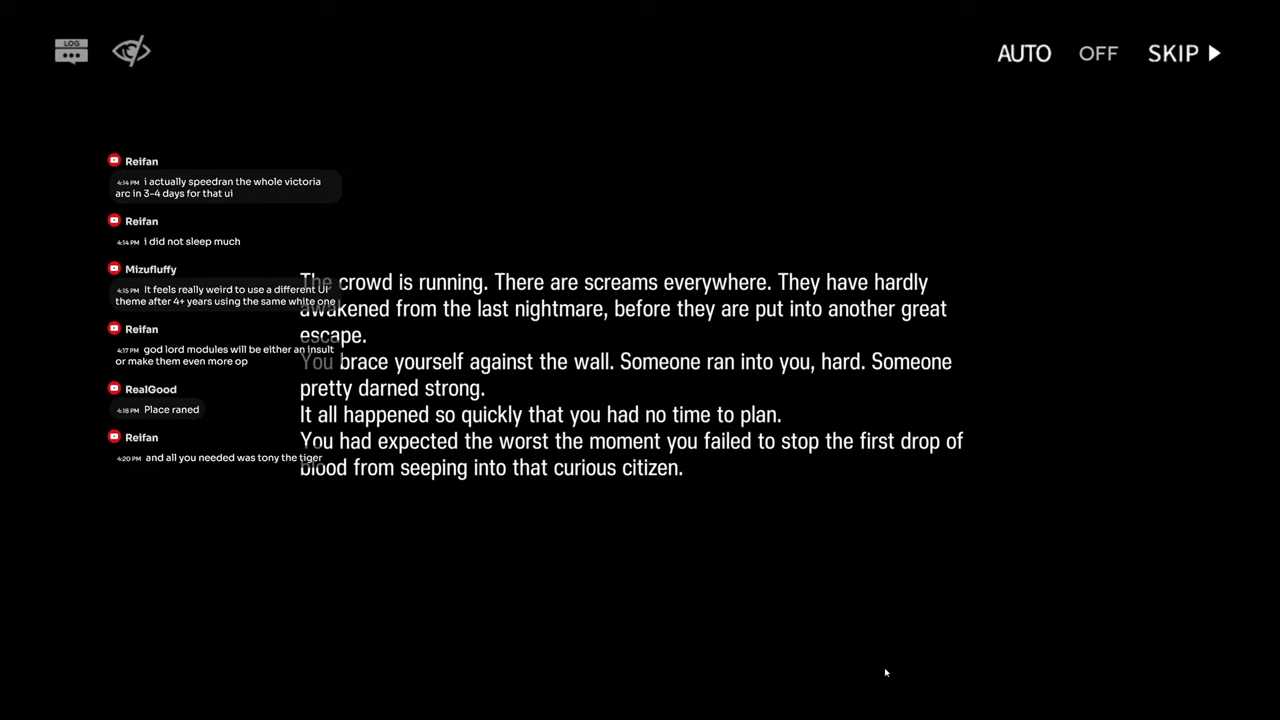 LOG
AUTO
OFF
SKIP
Reifan
4:14 PM i actually speedran the whole victoria
arc in 3-4 days for that ui
Reifan
4:14 PM i did not sleep much
Mizufluffy
4:15 PM It feels really weird to use a different UI
theme after 4+ years using the same white one
Reifan
4:17 PM god lord modules will be either an insult
or make them even more op
RealGood
4:18 PM Place raned
Reifan
4:20 PM and all you needed was tony the tiger
The crowd is running. There are screams everywhere. They have hardly
awakened from the last nightmare, before they are put into another great
escape.
You brace yourself against the wall. Someone ran into you, hard. Someone
pretty darned strong.
It all happened so quickly that you had no time to plan.
You had expected the worst the moment you failed to stop the first drop of
blood from seeping into that curious citizen.